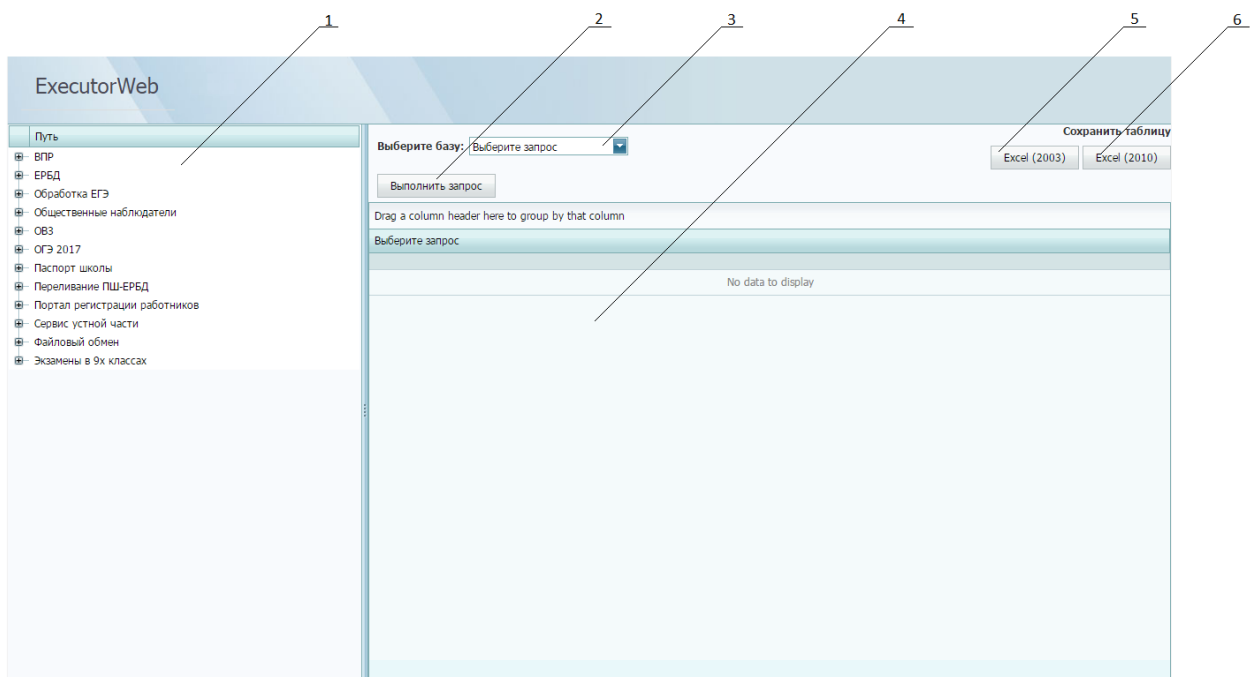 1 2 3 4 5 6
ExecutorWeb
Путь
ВПР
ЕРБД
Обработка ЕГЭ
Общественные наблюдатели
ОВЗ
ОГЭ 2017
Паспорт школы
Переливание ПШ-ЕРБД
Портал регистрации работников
Сервис устной части
Файловый обмен
Экзамены в 9х классах
Выберите базу: Выберите запрос
Сохранить таблицу
Excel (2003) Excel (2010)
Выполнить запрос
Drag a column header here to group by that column
Выберите запрос
No data to display